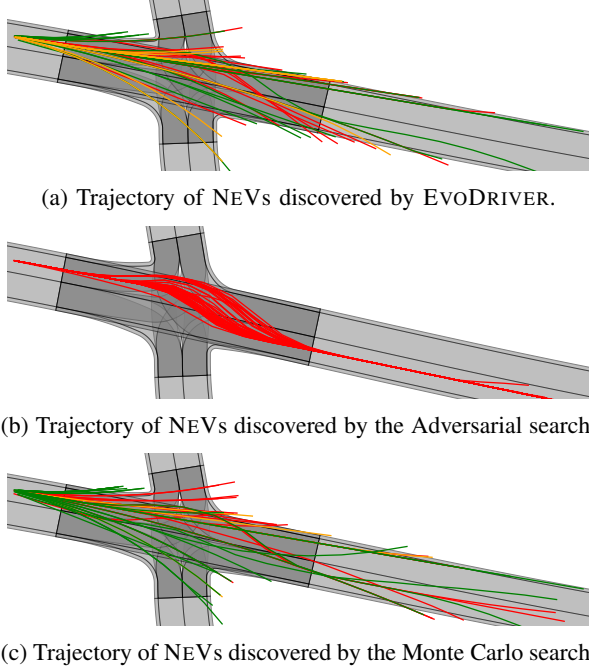 (a) Trajectory of NEVs discovered by EVODRIVER.
(b) Trajectory of NEVs discovered by the Adversarial search
(c) Trajectory of NEVs discovered by the Monte Carlo search